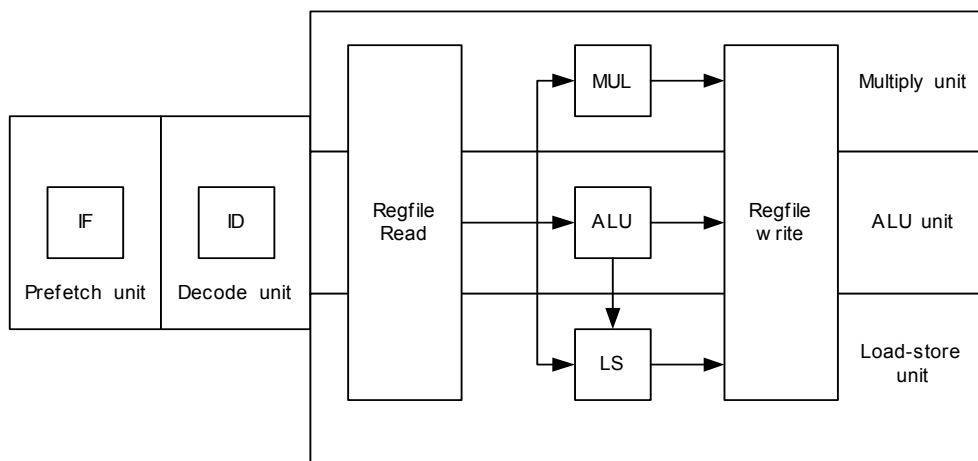 MUL
Multiply unit
IF
ID
Regfile
Read
ALU
Regfile
write
ALU unit
Prefetch unit
Decode unit
LS
Load-store
unit